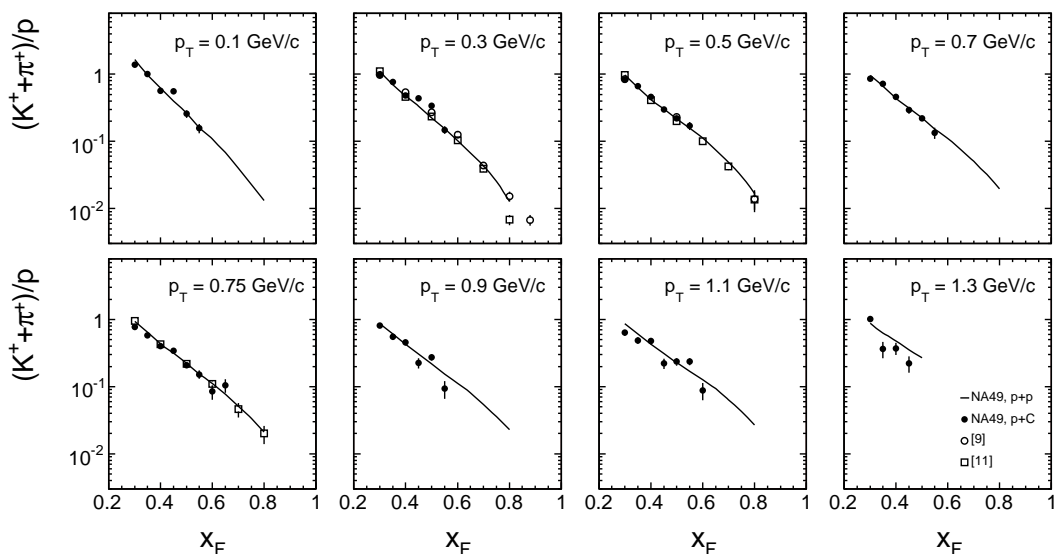 (K⁺+π⁺)/p
1
10⁻¹
10⁻²
p_T = 0.1 GeV/c
p_T = 0.3 GeV/c
p_T = 0.5 GeV/c
p_T = 0.7 GeV/c
(K⁺+π⁺)/p
1
10⁻¹
10⁻²
p_T = 0.75 GeV/c
p_T = 0.9 GeV/c
p_T = 1.1 GeV/c
p_T = 1.3 GeV/c
NA49, p+p
NA49, p+C
[9]
[11]
0.2 0.4 0.6 0.8 1
0.2 0.4 0.6 0.8 1
0.2 0.4 0.6 0.8 1
0.2 0.4 0.6 0.8 1
x_F
x_F
x_F
x_F